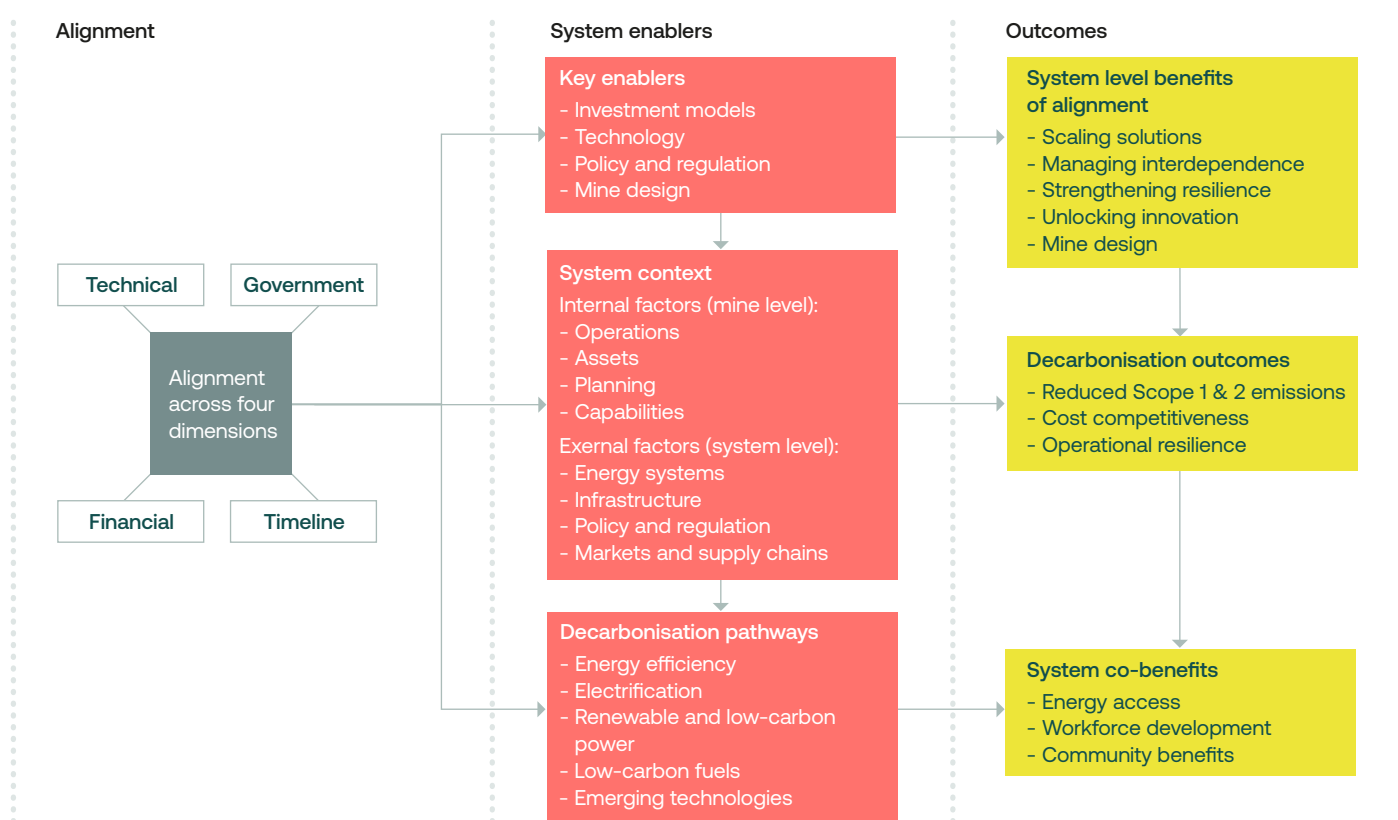 Alignment
Technical
Government
Alignment
across four
dimensions
Financial
Timeline
System enablers
Key enablers
- Investment models
- Technology
- Policy and regulation
- Mine design
System context
Internal factors (mine level):
- Operations
- Assets
- Planning
- Capabilities
Exernal factors (system level):
- Energy systems
- Infrastructure
- Policy and regulation
- Markets and supply chains
Decarbonisation pathways
- Energy efficiency
- Electrification
- Renewable and low-carbon
power
- Low-carbon fuels
- Emerging technologies
Outcomes
System level benefits
of alignment
- Scaling solutions
- Managing interdependence
- Strengthening resilience
- Unlocking innovation
- Mine design
Decarbonisation outcomes
- Reduced Scope 1 & 2 emissions
- Cost competitiveness
- Operational resilience
System co-benefits
- Energy access
- Workforce development
- Community benefits